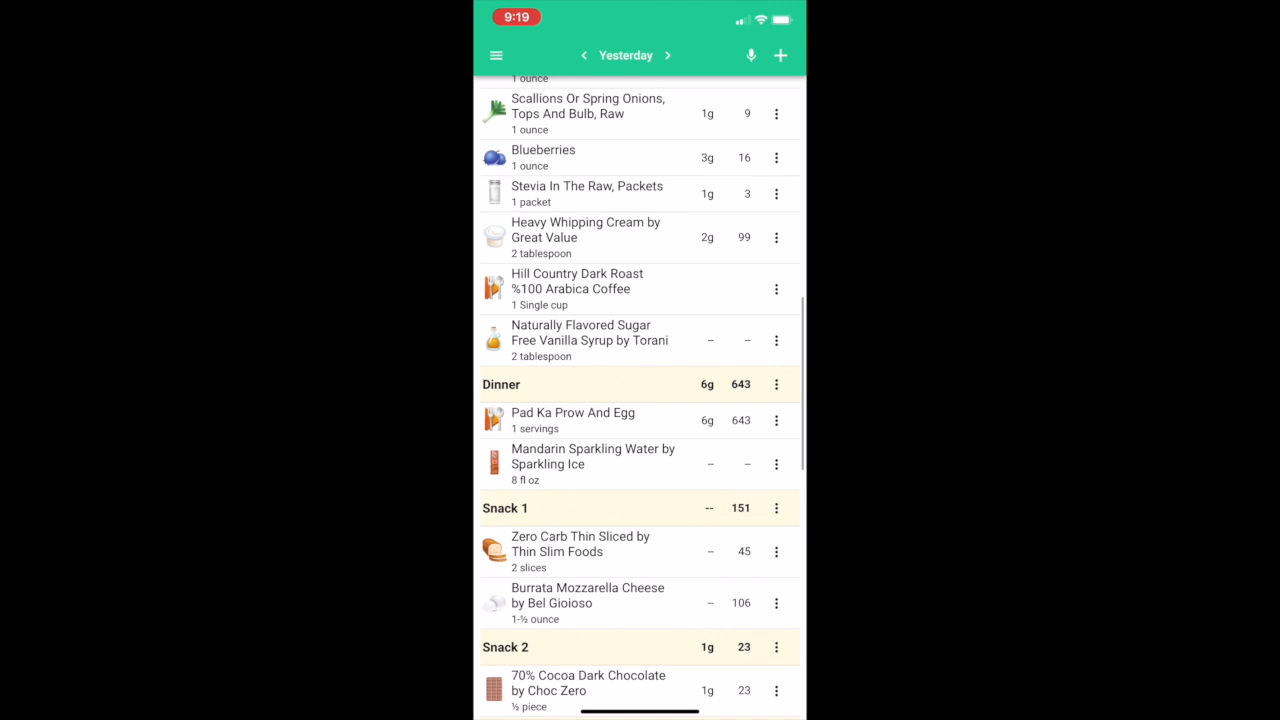 9:19
Yesterday
1 ounce
Scallions Or Spring Onions,
Tops And Bulb, Raw
1g 9
1 ounce
Blueberries
3g 16
1 ounce
Stevia In The Raw, Packets
1g 3
1 packet
Heavy Whipping Cream by
Great Value
2g 99
2 tablespoon
Hill Country Dark Roast
%100 Arabica Coffee
1 Single cup
Naturally Flavored Sugar
Free Vanilla Syrup by Torani
-- --
2 tablespoon
Dinner 6g 643
Pad Ka Prow And Egg
6g 643
1 servings
Mandarin Sparkling Water by
Sparkling Ice
-- --
8 fl oz
Snack 1 -- 151
Zero Carb Thin Sliced by
Thin Slim Foods
-- 45
2 slices
Burrata Mozzarella Cheese
by Bel Gioioso
-- 106
1-½ ounce
Snack 2 1g 23
70% Cocoa Dark Chocolate
by Choc Zero
1g 23
½ piece